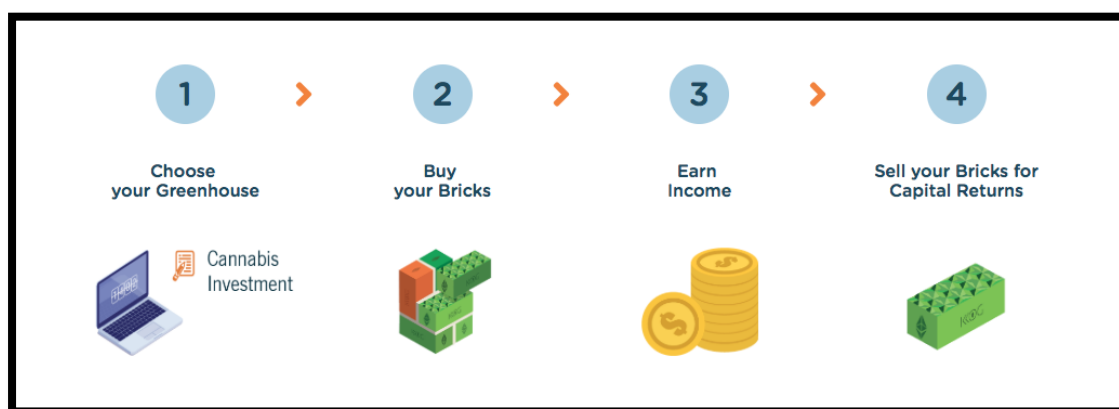 1
2
3
4
Choose
your Greenhouse
Buy
your Bricks
Earn
Income
Sell your Bricks for
Capital Returns
Cannabis
Investment